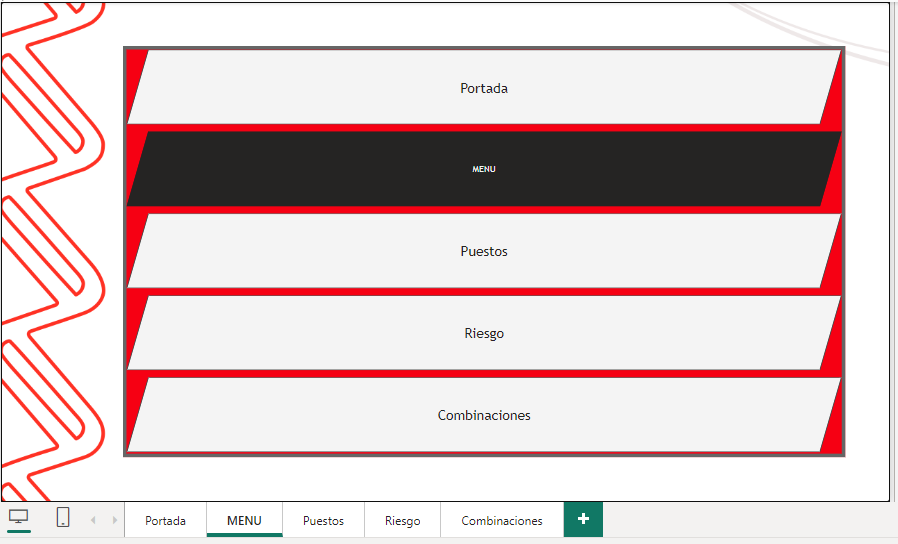 Portada
MENU
Puestos
Riesgo
Combinaciones
Portada MENU Puestos Riesgo Combinaciones +